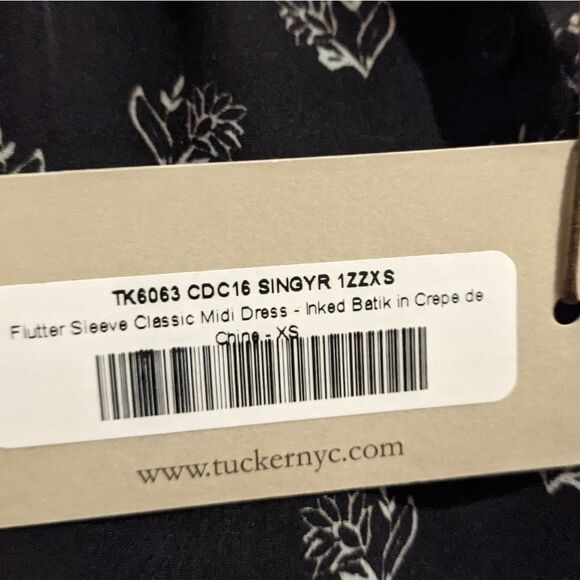 TK6063 CDC16 SINGYR 1ZZXS
Flutter Sleeve Classic Midi Dress - Inked Batik in Crepe de
Chine - XS
www.tuckernyc.com